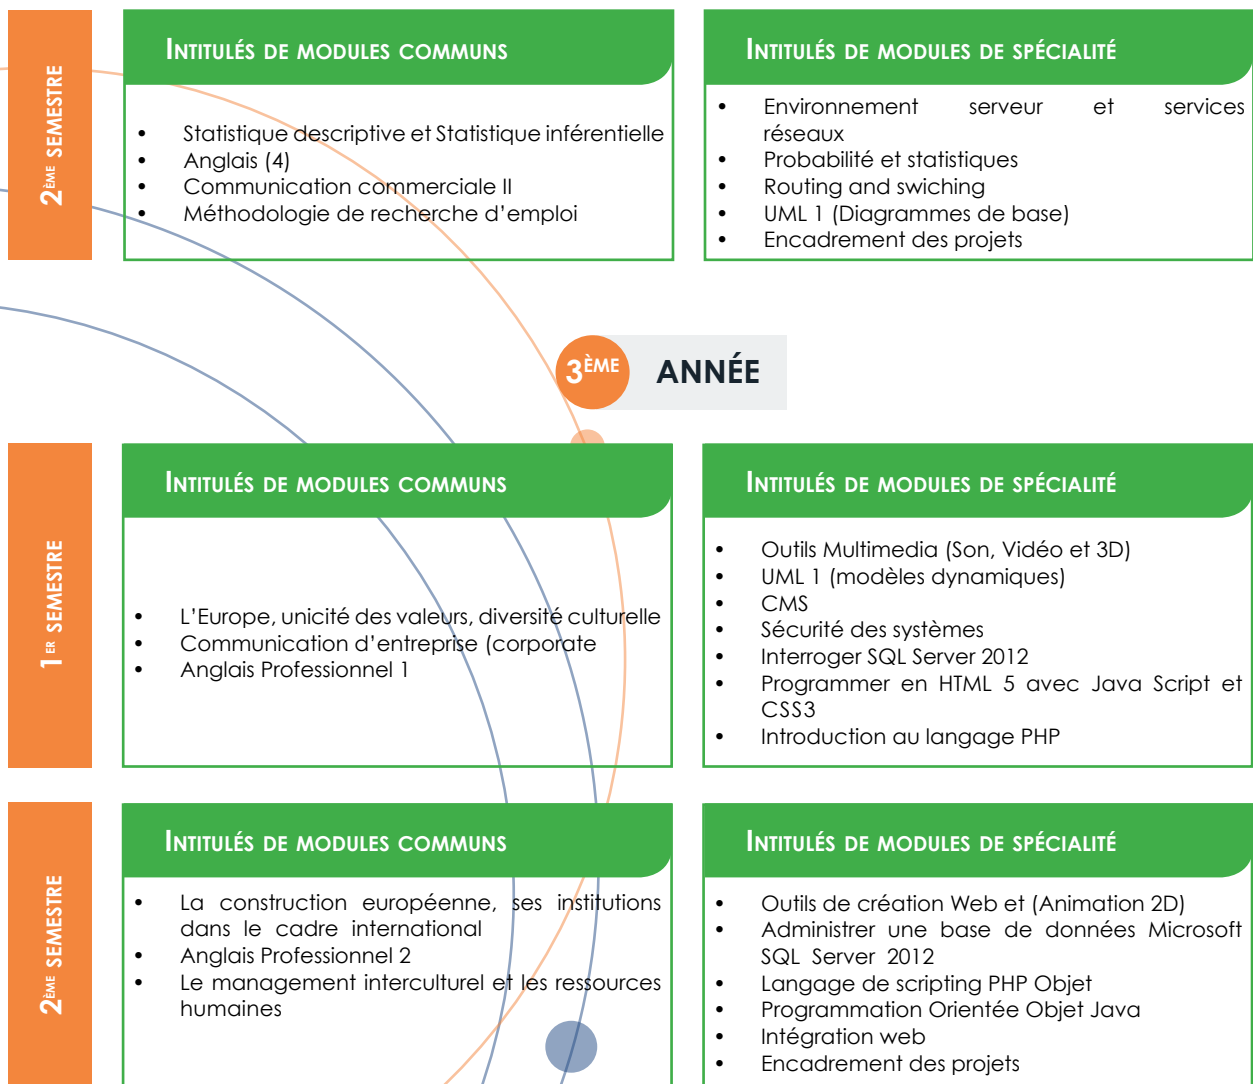 2ÈME SEMESTRE
INTITULÉS DE MODULES COMMUNS
• Statistique descriptive et Statistique inférentielle
• Anglais (4)
• Communication commerciale II
• Méthodologie de recherche d’emploi
INTITULÉS DE MODULES DE SPÉCIALITÉ
• Environnement serveur et services
réseaux
• Probabilité et statistiques
• Routing and swiching
• UML 1 (Diagrammes de base)
• Encadrement des projets
3ÈME ANNÉE
1ER SEMESTRE
INTITULÉS DE MODULES COMMUNS
• L’Europe, unicité des valeurs, diversité culturelle
• Communication d’entreprise (corporate
• Anglais Professionnel 1
INTITULÉS DE MODULES DE SPÉCIALITÉ
• Outils Multimedia (Son, Vidéo et 3D)
• UML 1 (modèles dynamiques)
• CMS
• Sécurité des systèmes
• Interroger SQL Server 2012
• Programmer en HTML 5 avec Java Script et
CSS3
• Introduction au langage PHP
2ÈME SEMESTRE
INTITULÉS DE MODULES COMMUNS
• La construction européenne, ses institutions
dans le cadre international
• Anglais Professionnel 2
• Le management interculturel et les ressources
humaines
INTITULÉS DE MODULES DE SPÉCIALITÉ
• Outils de création Web et (Animation 2D)
• Administrer une base de données Microsoft
SQL Server 2012
• Langage de scripting PHP Objet
• Programmation Orientée Objet Java
• Intégration web
• Encadrement des projets